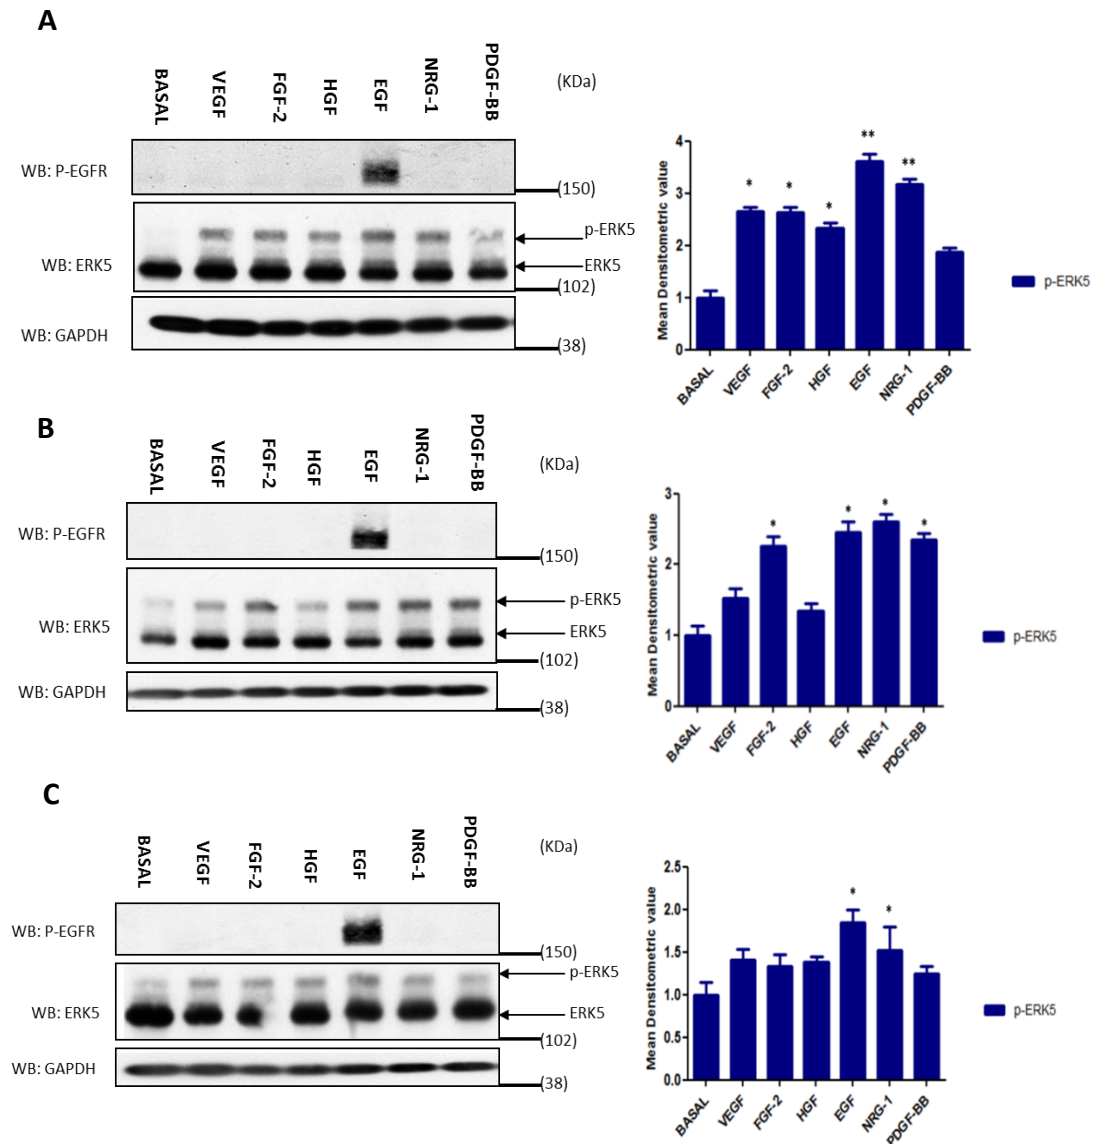 A
BASAL
VEGF
FGF-2
HGF
EGF
NRG-1
PDGF-BB
(KDa)
WB: P-EGFR
(150)
p-ERK5
WB: ERK5
ERK5
(102)
WB: GAPDH
(38)
Mean Densitometric value
4
3
2
1
0
*
*
*
**
**
BASAL
VEGF
FGF-2
HGF
EGF
NRG-1
PDGF-BB
p-ERK5
B
BASAL
VEGF
FGF-2
HGF
EGF
NRG-1
PDGF-BB
(KDa)
WB: P-EGFR
(150)
p-ERK5
WB: ERK5
ERK5
(102)
WB: GAPDH
(38)
Mean Densitometric value
3
2
1
0
*
*
*
*
BASAL
VEGF
FGF-2
HGF
EGF
NRG-1
PDGF-BB
p-ERK5
C
BASAL
VEGF
FGF-2
HGF
EGF
NRG-1
PDGF-BB
(KDa)
WB: P-EGFR
(150)
p-ERK5
WB: ERK5
ERK5
(102)
WB: GAPDH
(38)
Mean Densitometric value
2.5
2.0
1.5
1.0
0.5
0.0
*
*
BASAL
VEGF
FGF-2
HGF
EGF
NRG-1
PDGF-BB
p-ERK5